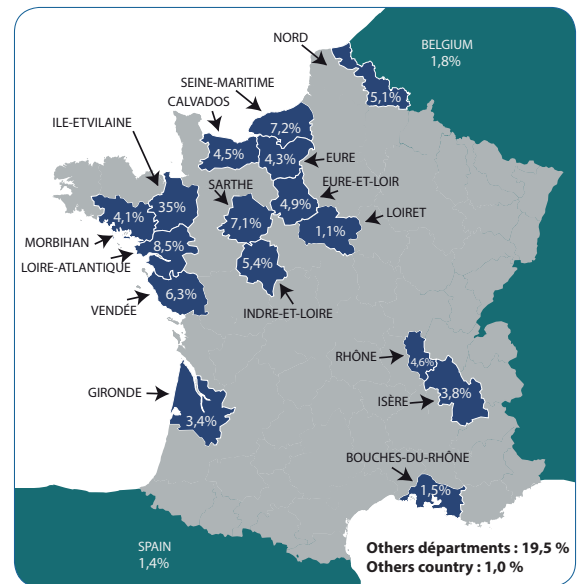 NORD
BELGIUM
1,8%
SEINE-MARITIME
5,1%
CALVADOS
7,2%
ILE-ETVILAINE
4,5%
4,3%
EURE
SARTHE
EURE-ET-LOIR
4,1%
35%
4,9%
LOIRET
7,1%
1,1%
MORBIHAN
8,5%
LOIRE-ATLANTIQUE
5,4%
6,3%
VENDÉE
INDRE-ET-LOIRE
RHÔNE
4,6%
GIRONDE
3,8%
ISÈRE
3,4%
BOUCHES-DU-RHÔNE
1,5%
SPAIN
1,4%
Others départments : 19,5 %
Others country : 1,0 %